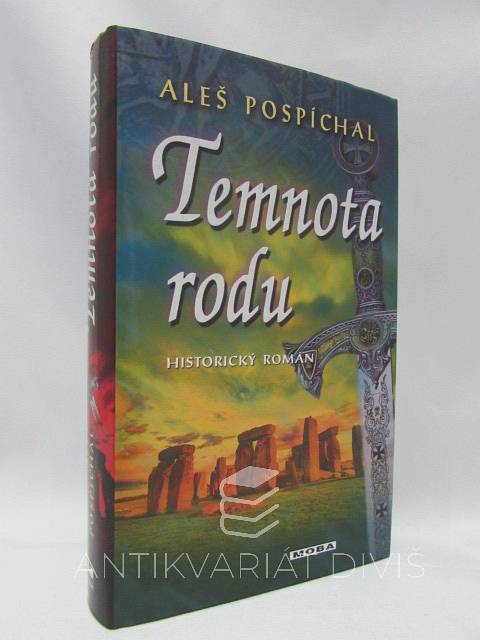 ALEŠ POSPÍCHAL
Temnota
rodu
HISTORICKÝ ROMÁN
MOBA
ANTIKVARIÁT DIVIŠ
Temnota rodu